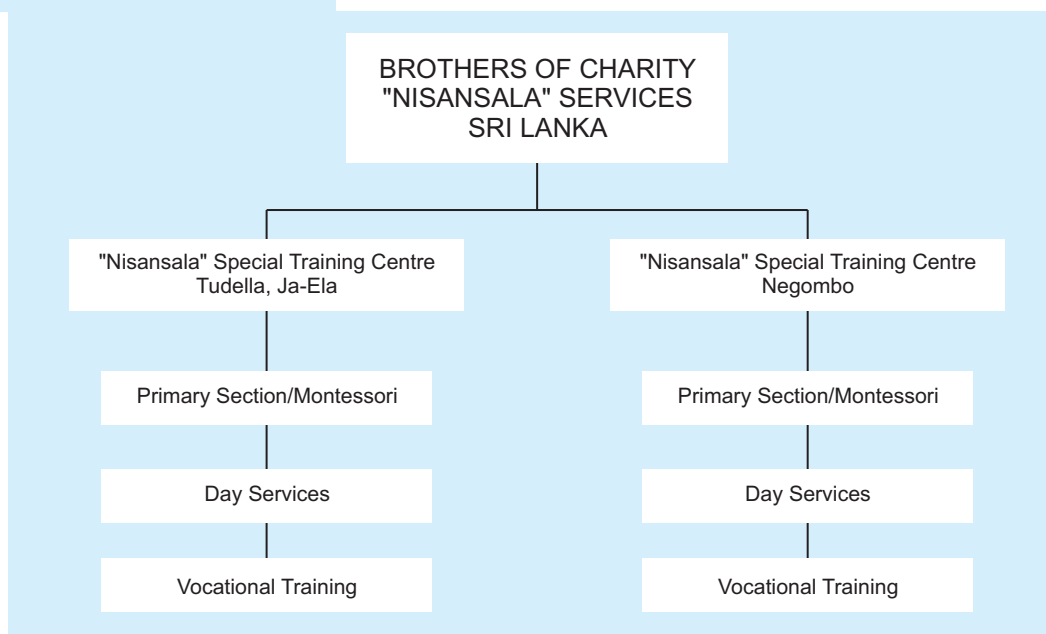 BROTHERS OF CHARITY
"NISANSALA" SERVICES
SRI LANKA
"Nisansala" Special Training Centre
Tudella, Ja-Ela
"Nisansala" Special Training Centre
Negombo
Primary Section/Montessori
Primary Section/Montessori
Day Services
Day Services
Vocational Training
Vocational Training